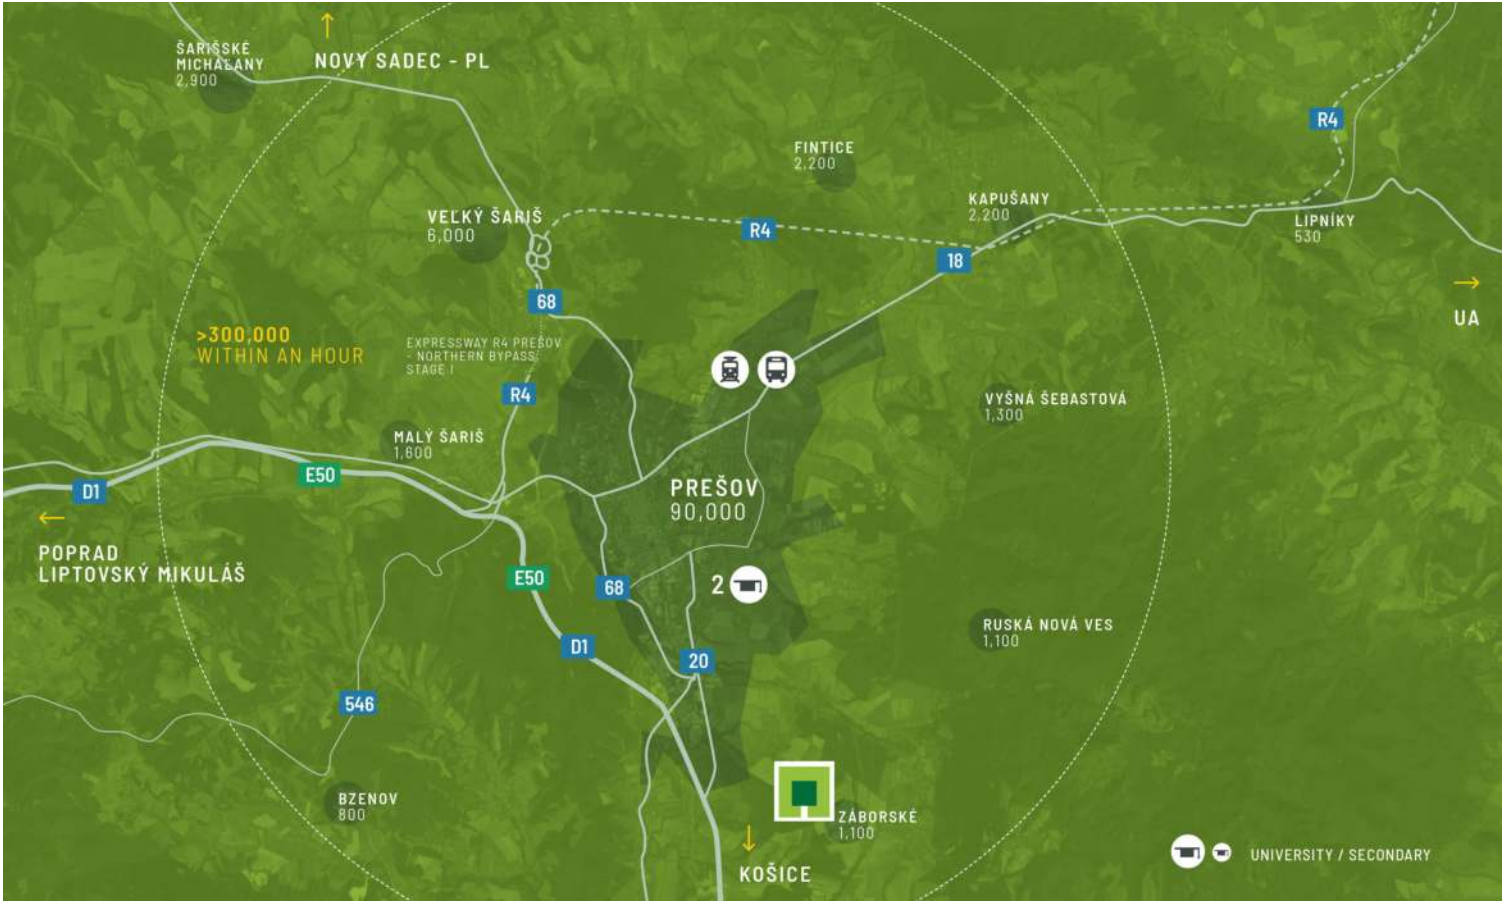 ŠARIŠSKE
MICHAĽANY
2,900
NOVY SADEC - PL
R4
FINTICE
2,200
KAPUŠANY
2,200
VEĽKÝ ŠARIŠ
6,000
R4
LIPNÍKY
530
18
68
UA
>300,000
WITHIN AN HOUR
EXPRESSWAY R4 PREŠOV
- NORTHERN BYPASS
STAGE I
R4
VYŠNÁ ŠEBASTOVÁ
1,300
MALÝ ŠARIŠ
1,600
E50
D1
PREŠOV
90,000
POPRAD
LIPTOVSKÝ MIKULÁŠ
E50
68
2
RUSKÁ NOVÁ VES
1,100
D1
20
546
BZENOV
800
ZÁBORSKÉ
1,100
KOŠICE
UNIVERSITY / SECONDARY